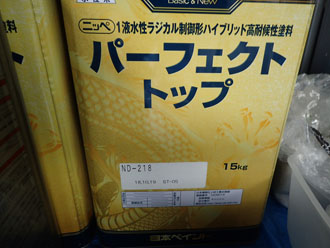 Basic & New
ニッペ 1液水性ラジカル制御形ハイブリッド高耐候性塗料
パーフェクト
トップ
ND-218
15kg
日本ペイント